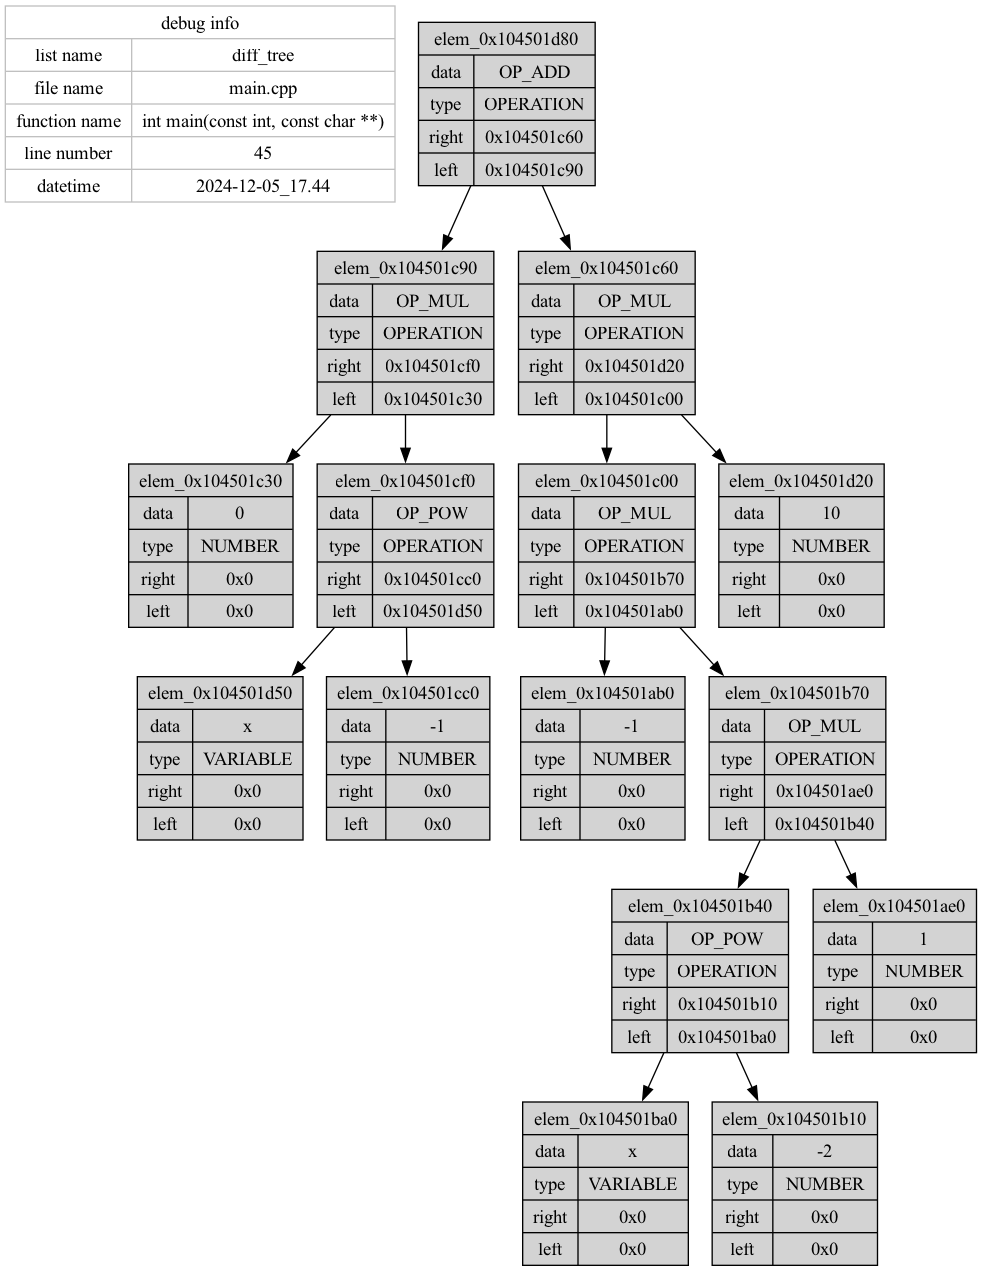 debug info
list name diff_tree
file name main.cpp
function name int main(const int, const char **)
line number 45
datetime 2024-12-05_17.44
elem_0x104501d80
data OP_ADD
type OPERATION
right 0x104501c60
left 0x104501c90
elem_0x104501c90
data OP_MUL
type OPERATION
right 0x104501cf0
left 0x104501c30
elem_0x104501c60
data OP_MUL
type OPERATION
right 0x104501d20
left 0x104501c00
elem_0x104501c30
data 0
type NUMBER
right 0x0
left 0x0
elem_0x104501cf0
data OP_POW
type OPERATION
right 0x104501cc0
left 0x104501d50
elem_0x104501c00
data OP_MUL
type OPERATION
right 0x104501b70
left 0x104501ab0
elem_0x104501d20
data 10
type NUMBER
right 0x0
left 0x0
elem_0x104501d50
data x
type VARIABLE
right 0x0
left 0x0
elem_0x104501cc0
data -1
type NUMBER
right 0x0
left 0x0
elem_0x104501ab0
data -1
type NUMBER
right 0x0
left 0x0
elem_0x104501b70
data OP_MUL
type OPERATION
right 0x104501ae0
left 0x104501b40
elem_0x104501b40
data OP_POW
type OPERATION
right 0x104501b10
left 0x104501ba0
elem_0x104501ae0
data 1
type NUMBER
right 0x0
left 0x0
elem_0x104501ba0
data x
type VARIABLE
right 0x0
left 0x0
elem_0x104501b10
data -2
type NUMBER
right 0x0
left 0x0